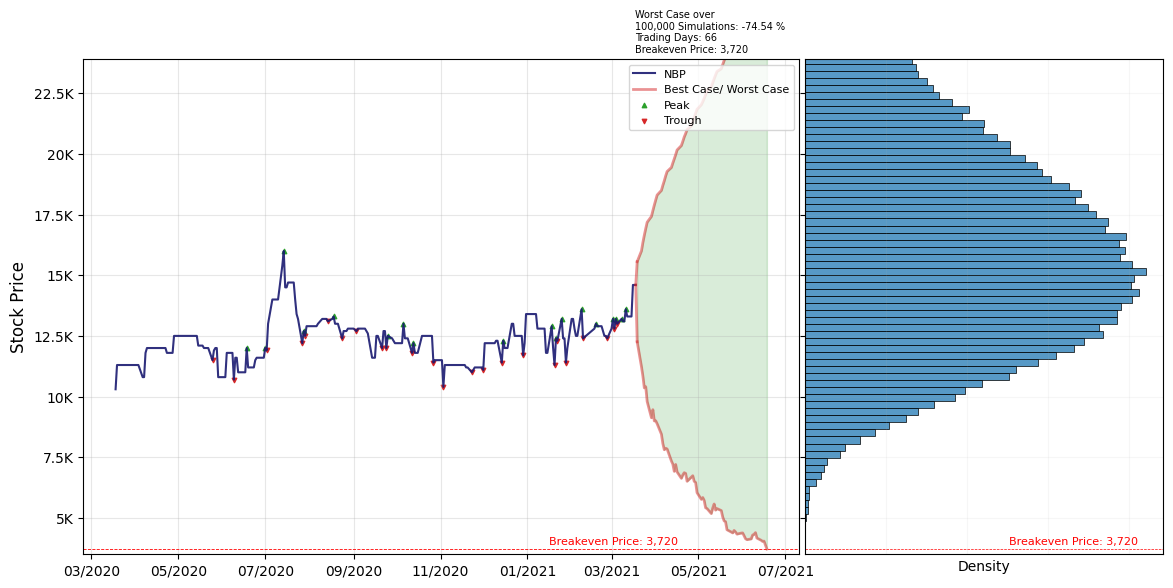 Worst Case over
100,000 Simulations: -74.54 %
Trading Days: 66
Breakeven Price: 3,720
NBP
Best Case/ Worst Case
Peak
Trough
22.5K
20K
17.5K
15K
12.5K
10K
7.5K
5K
Stock Price
Breakeven Price: 3,720
Breakeven Price: 3,720
03/2020 05/2020 07/2020 09/2020 11/2020 01/2021 03/2021 05/2021 07/2021
Density